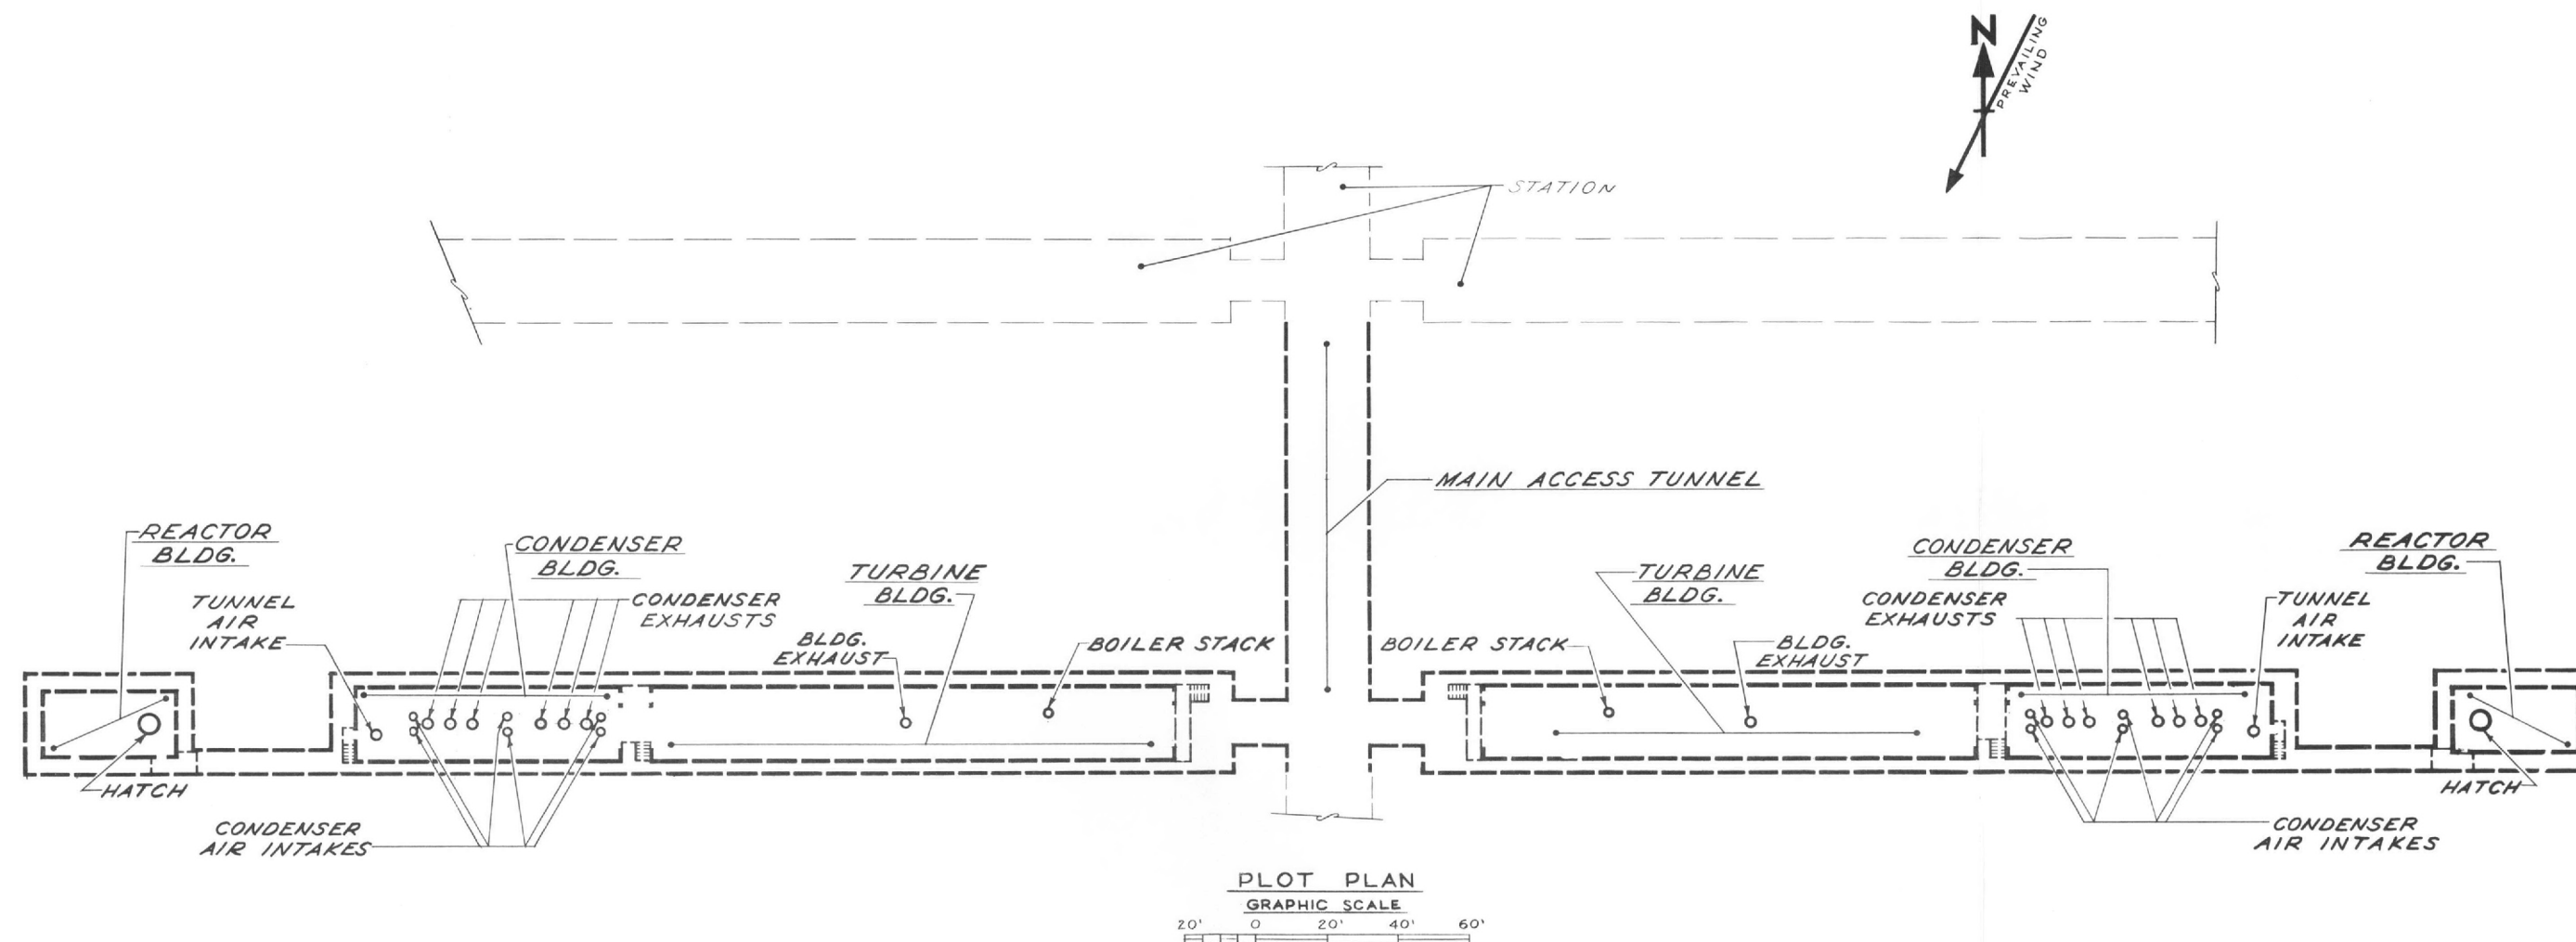 N
PREVAILING
WIND
STATION
MAIN ACCESS TUNNEL
REACTOR
BLDG.
CONDENSER
BLDG.
TURBINE
BLDG.
TUNNEL
AIR
INTAKE
CONDENSER
EXHAUSTS
BLDG.
EXHAUST
BOILER STACK
HATCH
CONDENSER
AIR INTAKES
BOILER STACK
TURBINE
BLDG.
BLDG.
EXHAUST
CONDENSER
BLDG.
CONDENSER
EXHAUSTS
REACTOR
BLDG.
TUNNEL
AIR
INTAKE
HATCH
CONDENSER
AIR INTAKES
PLOT PLAN
GRAPHIC SCALE
20' 0 20' 40' 60'